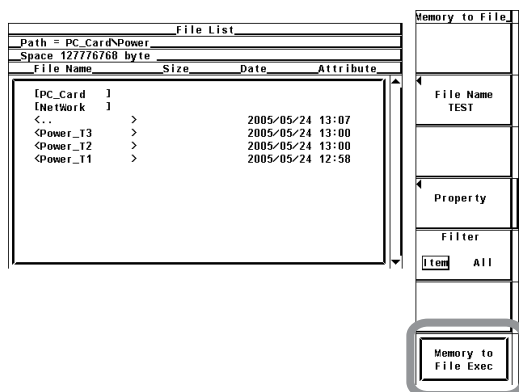 File List
Path = PC_Card\Power
Space 127776768 byte
File Name Size Date Attribute
[PC_Card ]
[NetWork ]
<.. > 2005/05/24 13:07
<Power_T3 > 2005/05/24 13:00
<Power_T2 > 2005/05/24 13:00
<Power_T1 > 2005/05/24 12:58
Memory to File
File Name
TEST
Property
Filter
Item All
Memory to
File Exec